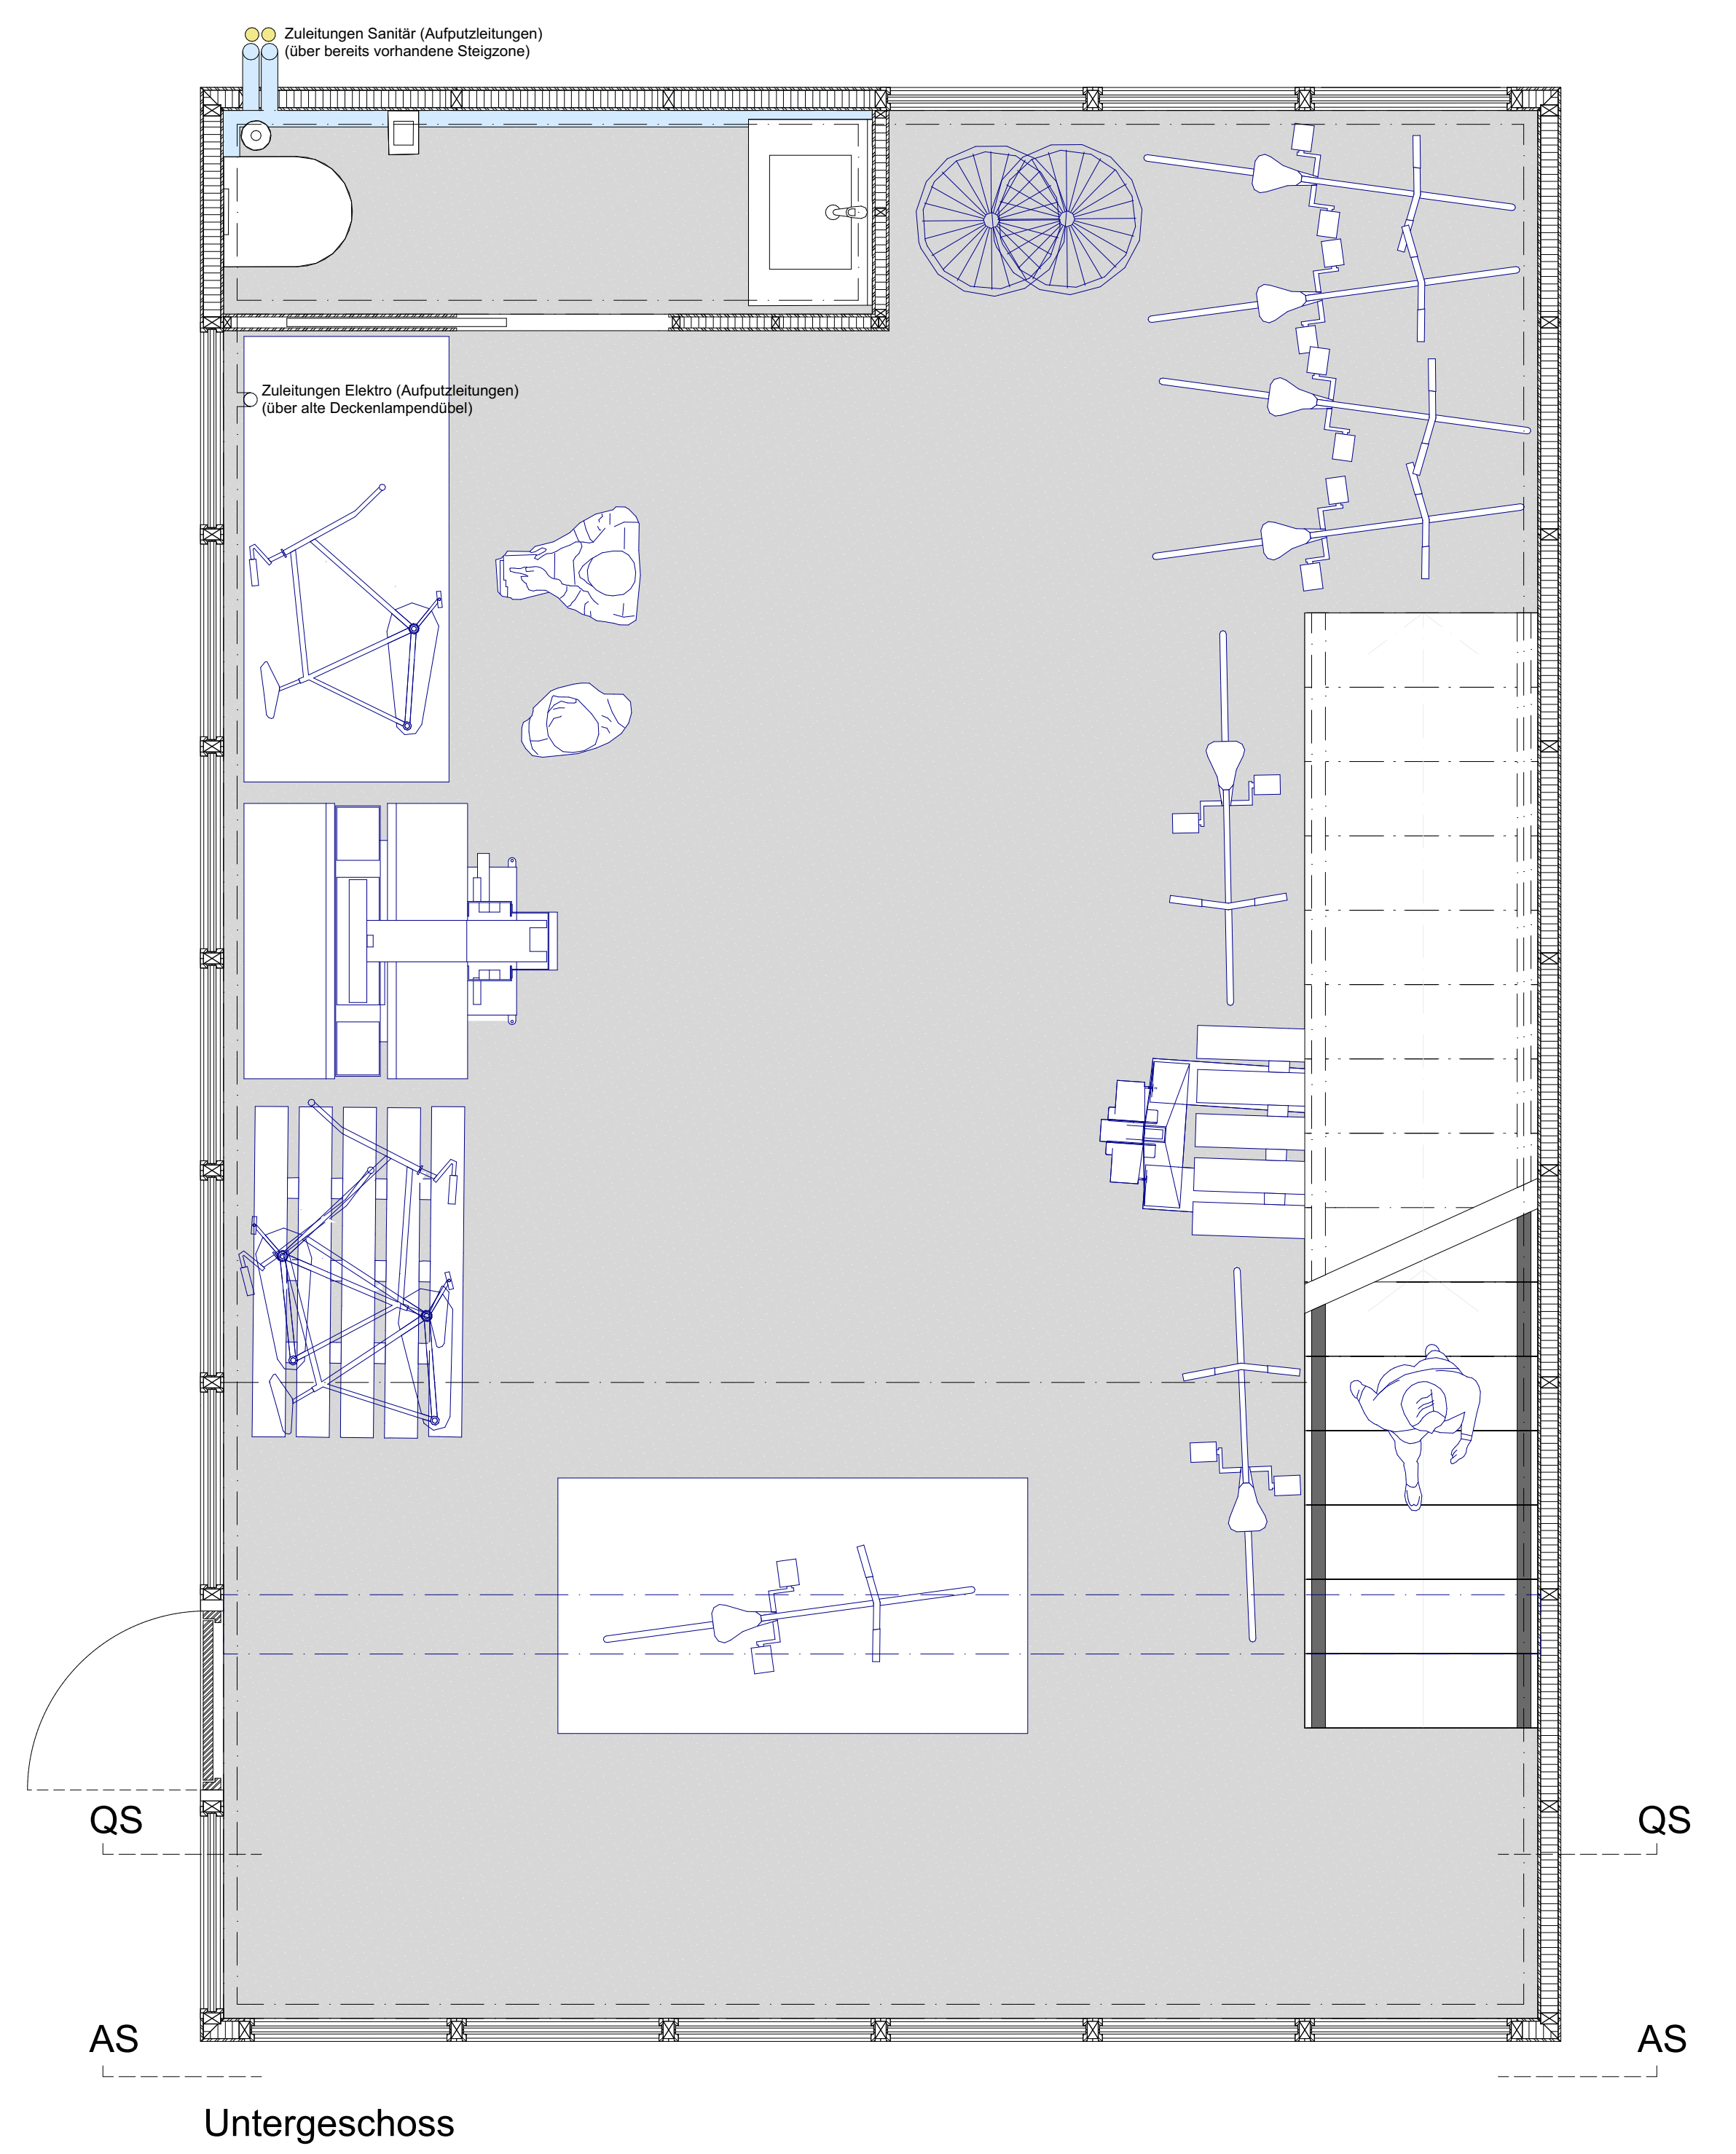 Zuleitungen Sanitär (Aufputzleitungen)
(über bereits vorhandene Steigzone)
Zuleitungen Elektro (Aufputzleitungen)
(über alte Deckenlampendübel)
QS
QS
AS
AS
Untergeschoss